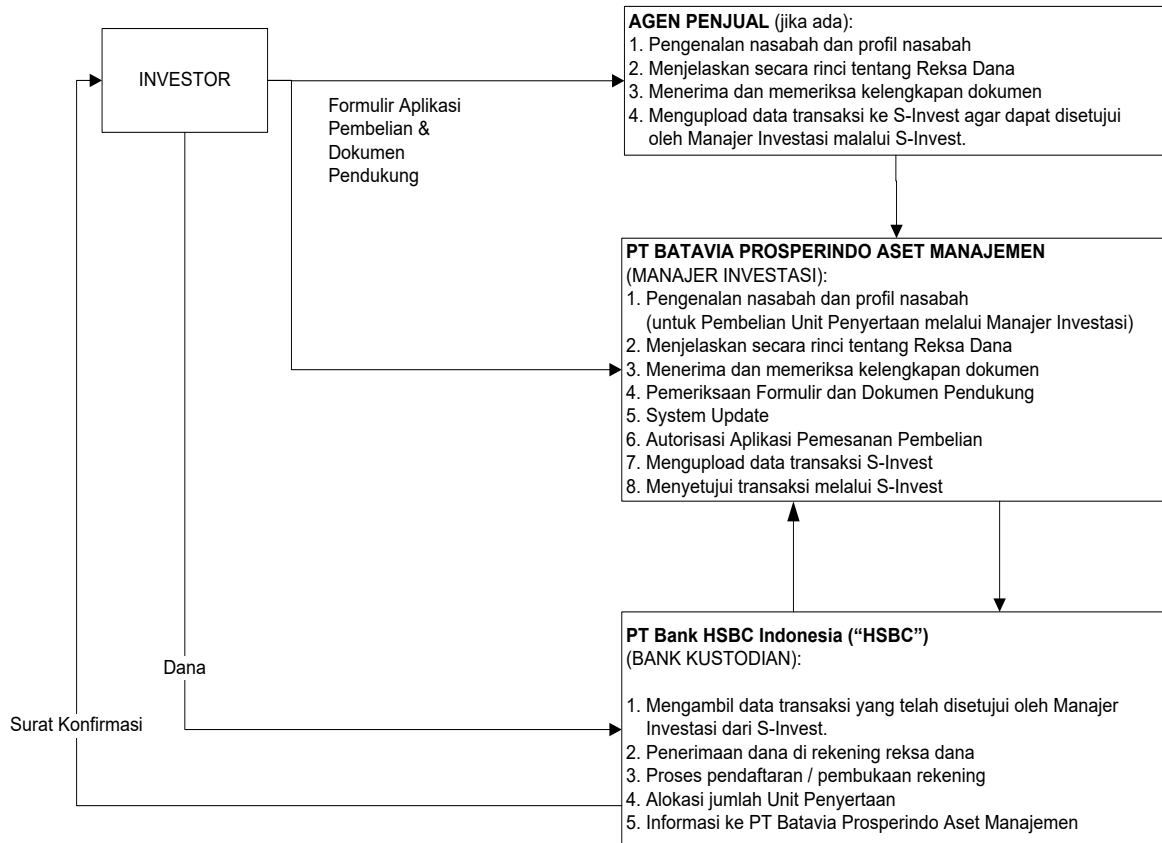 INVESTOR
Formulir Aplikasi
Pembelian &
Dokumen
Pendukung
AGEN PENJUAL (jika ada):
1. Pengenalan nasabah dan profil nasabah
2. Menjelaskan secara rinci tentang Reksa Dana
3. Menerima dan memeriksa kelengkapan dokumen
4. Mengupload data transaksi ke S-Invest agar dapat disetujui
oleh Manajer Investasi malalui S-Invest.
PT BATAVIA PROSPERINDO ASET MANAJEMEN
(MANAJER INVESTASI):
1. Pengenalan nasabah dan profil nasabah
(untuk Pembelian Unit Penyertaan melalui Manajer Investasi)
2. Menjelaskan secara rinci tentang Reksa Dana
3. Menerima dan memeriksa kelengkapan dokumen
4. Pemeriksaan Formulir dan Dokumen Pendukung
5. System Update
6. Autorisasi Aplikasi Pemesanan Pembelian
7. Mengupload data transaksi S-Invest
8. Menyetujui transaksi melalui S-Invest
Dana
Surat Konfirmasi
PT Bank HSBC Indonesia (“HSBC”)
(BANK KUSTODIAN):
1. Mengambil data transaksi yang telah disetujui oleh Manajer
Investasi dari S-Invest.
2. Penerimaan dana di rekening reksa dana
3. Proses pendaftaran / pembukaan rekening
4. Alokasi jumlah Unit Penyertaan
5. Informasi ke PT Batavia Prosperindo Aset Manajemen